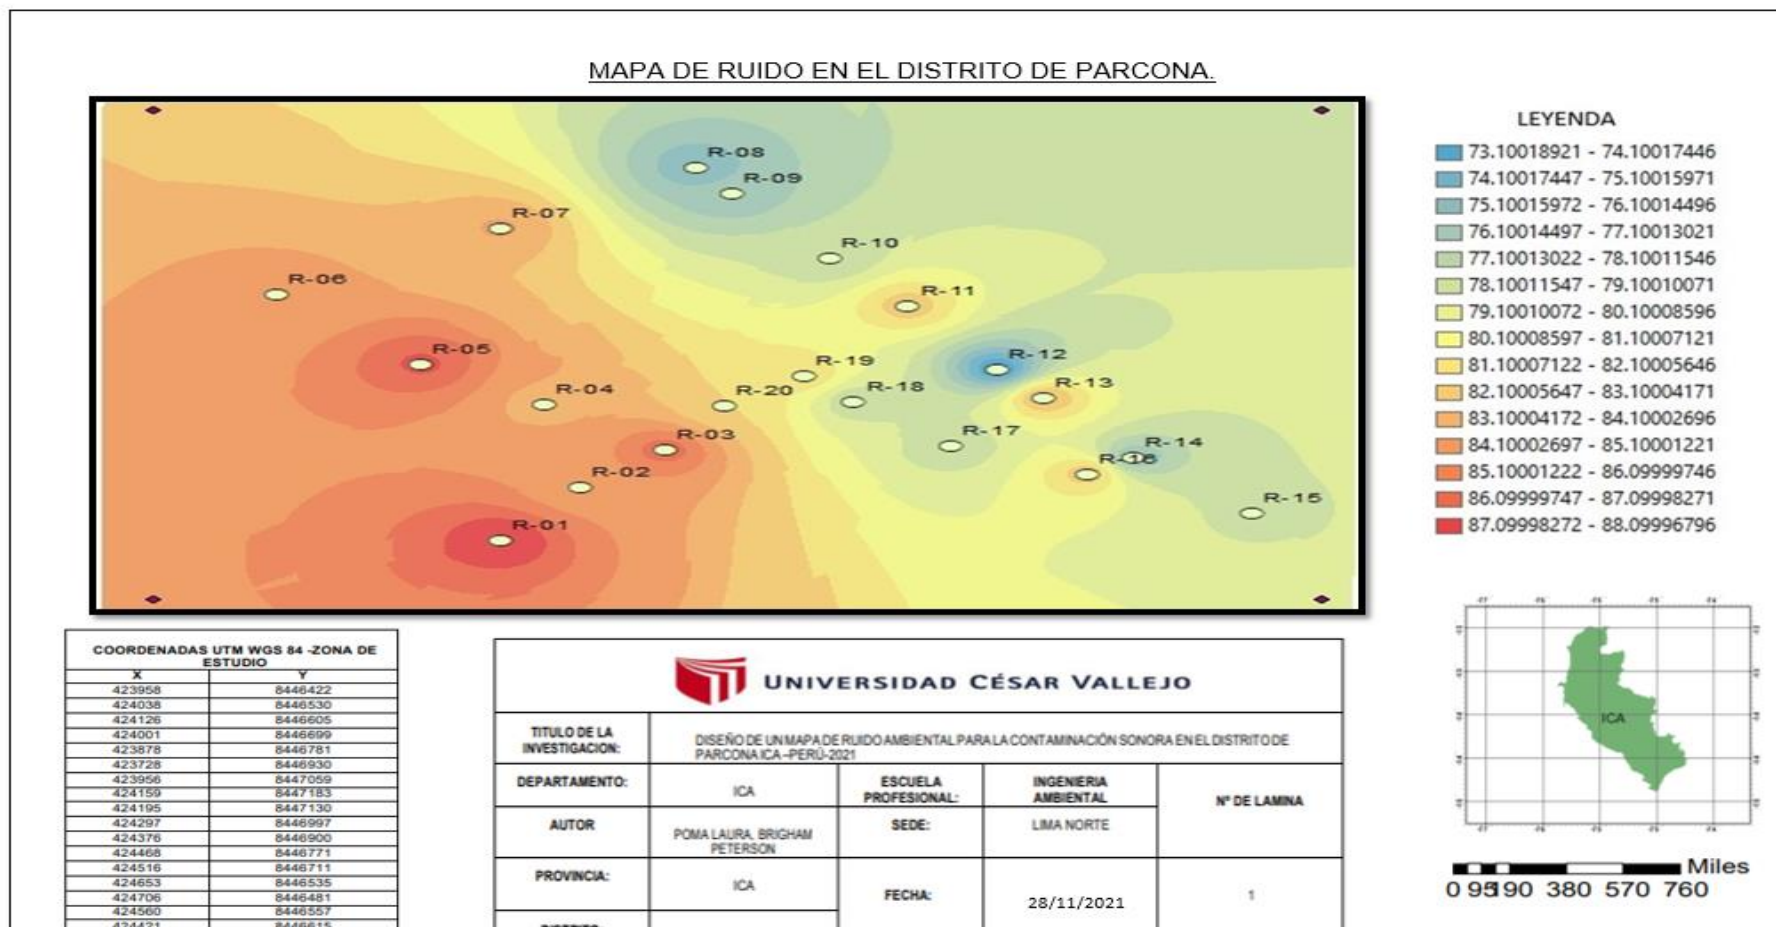 MAPA DE RUIDO EN EL DISTRITO DE PARCONA.
R-08
R-09
R-07
R-10
R-06
R-11
R-05
R-19
R-12
R-04
R-20
R-18
R-13
R-03
R-17
R-14
R-02
R-16
R-15
R-01
LEYENDA
73.10018921 - 74.10017446
74.10017447 - 75.10015971
75.10015972 - 76.10014496
76.10014497 - 77.10013021
77.10013022 - 78.10011546
78.10011547 - 79.10010071
79.10010072 - 80.10008596
80.10008597 - 81.10007121
81.10007122 - 82.10005646
82.10005647 - 83.10004171
83.10004172 - 84.10002696
84.10002697 - 85.10001221
85.10001222 - 86.09999746
86.09999747 - 87.09998271
87.09998272 - 88.09996796
COORDENADAS UTM WGS 84 -ZONA DE
ESTUDIO
X Y
423958 8446422
424038 8446530
424126 8446605
424001 8446699
423878 8446781
423728 8446930
423956 8447059
424159 8447183
424195 8447130
424297 8446997
424376 8446900
424468 8446771
424516 8446711
424653 8446535
424706 8446481
424560 8446557
424421 8446615
UNIVERSIDAD CÉSAR VALLEJO
TITULO DE LA
INVESTIGACION:
DISEÑO DE UN MAPA DE RUIDO AMBIENTAL PARA LA CONTAMINACIÓN SONORA EN EL DISTRITO DE
PARCONA ICA –PERÚ-2021
DEPARTAMENTO: ICA
ESCUELA
PROFESIONAL:
INGENIERIA
AMBIENTAL
N° DE LAMINA
AUTOR
POMA LAURA, BRIGHAM
PETERSON
SEDE: LIMA NORTE
PROVINCIA: ICA
FECHA: 28/11/2021
1
ICA
Miles
0 95 190 380 570 760